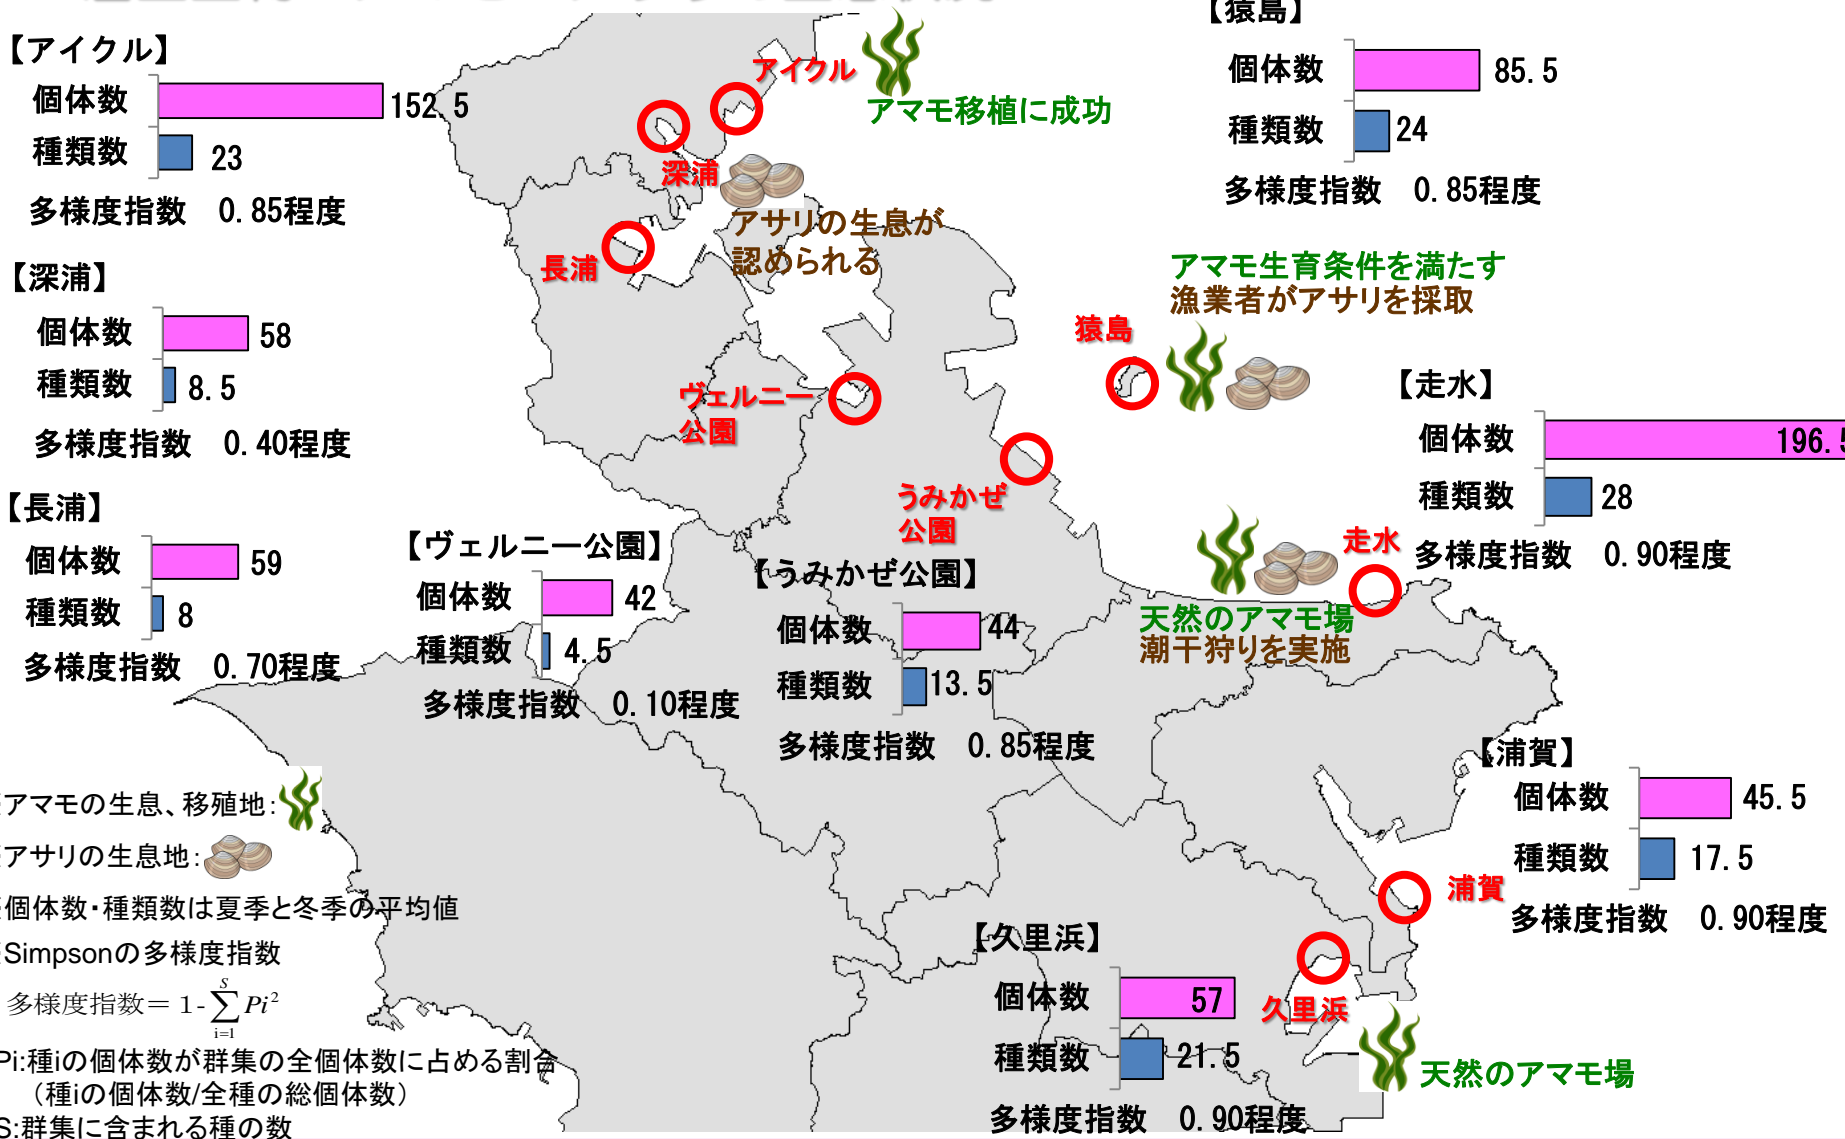 【アイクル】
個体数 152.5
種類数 23
多様度指数 0.85程度
【深浦】
個体数 58
種類数 8.5
多様度指数 0.40程度
【長浦】
個体数 59
種類数 8
多様度指数 0.70程度
【ヴェルニー公園】
個体数 42
種類数 4.5
多様度指数 0.10程度
【うみかぜ公園】
個体数 44
種類数 13.5
多様度指数 0.85程度
【猿島】
個体数 85.5
種類数 24
多様度指数 0.85程度
【走水】
個体数 196.5
種類数 28
多様度指数 0.90程度
【浦賀】
個体数 45.5
種類数 17.5
多様度指数 0.90程度
【久里浜】
個体数 57
種類数 21.5
多様度指数 0.90程度
アイクル
アマモ移植に成功
深浦
アサリの生息が
認められる
長浦
ヴェルニー
公園
うみかぜ
公園
アマモ生育条件を満たす
漁業者がアサリを採取
猿島
走水
天然のアマモ場
潮干狩りを実施
浦賀
久里浜
天然のアマモ場
アマモの生息、移殖地:
アサリの生息地:
個体数・種類数は夏季と冬季の平均値
Simpsonの多様度指数
多様度指数＝ 1-∑Pi² S i=1
Pi:種iの個体数が群集の全個体数に占める割合
（種iの個体数/全種の総個体数）
S:群集に含まれる種の数